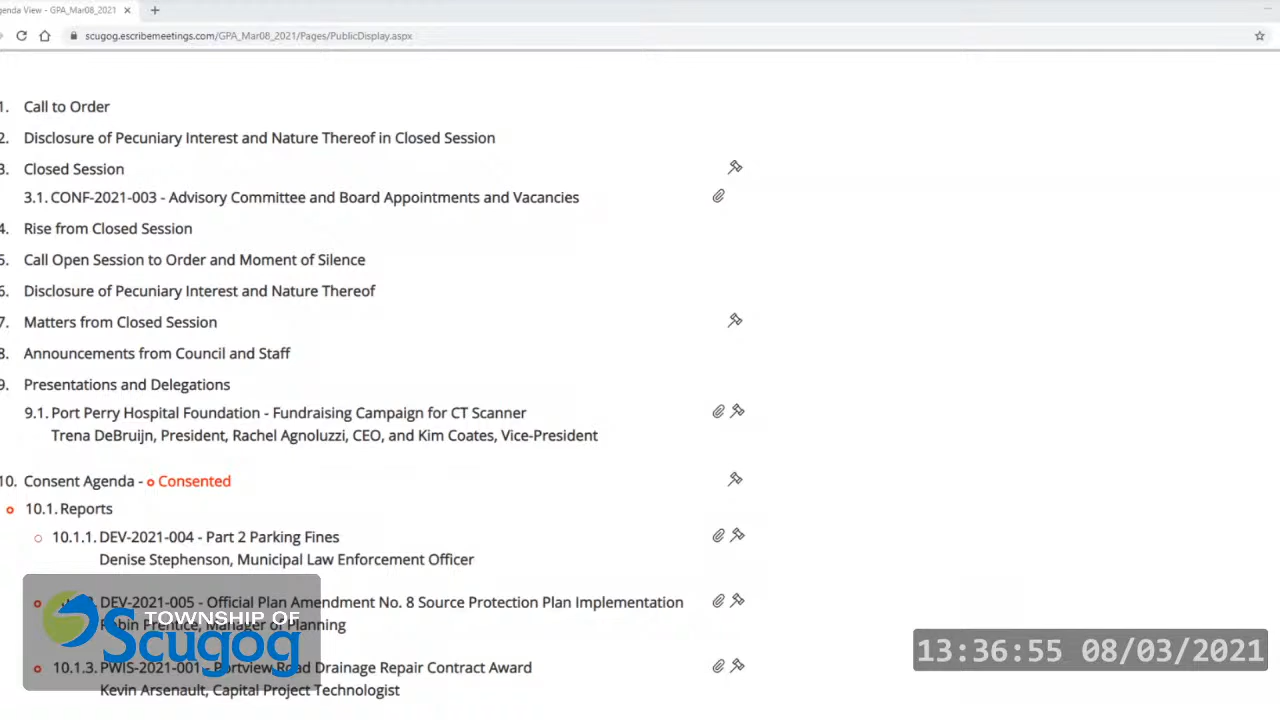 genda View - GPA_Mar08_2021
scugog.escribemeetings.com/GPA_Mar08_2021/Pages/PublicDisplay.aspx
1. Call to Order
2. Disclosure of Pecuniary Interest and Nature Thereof in Closed Session
3. Closed Session
3.1. CONF-2021-003 - Advisory Committee and Board Appointments and Vacancies
4. Rise from Closed Session
5. Call Open Session to Order and Moment of Silence
6. Disclosure of Pecuniary Interest and Nature Thereof
7. Matters from Closed Session
8. Announcements from Council and Staff
9. Presentations and Delegations
9.1. Port Perry Hospital Foundation - Fundraising Campaign for CT Scanner
Trena DeBruijn, President, Rachel Agnoluzzi, CEO, and Kim Coates, Vice-President
10. Consent Agenda - Consented
10.1. Reports
10.1.1. DEV-2021-004 - Part 2 Parking Fines
Denise Stephenson, Municipal Law Enforcement Officer
DEV-2021-005 - Official Plan Amendment No. 8 Source Protection Plan Implementation
Robin Prentice, Manager of Planning
10.1.3. PWIS-2021-001 - Portview Road Drainage Repair Contract Award
Kevin Arsenault, Capital Project Technologist
TOWNSHIP OF
Scugog
13:36:55 08/03/2021